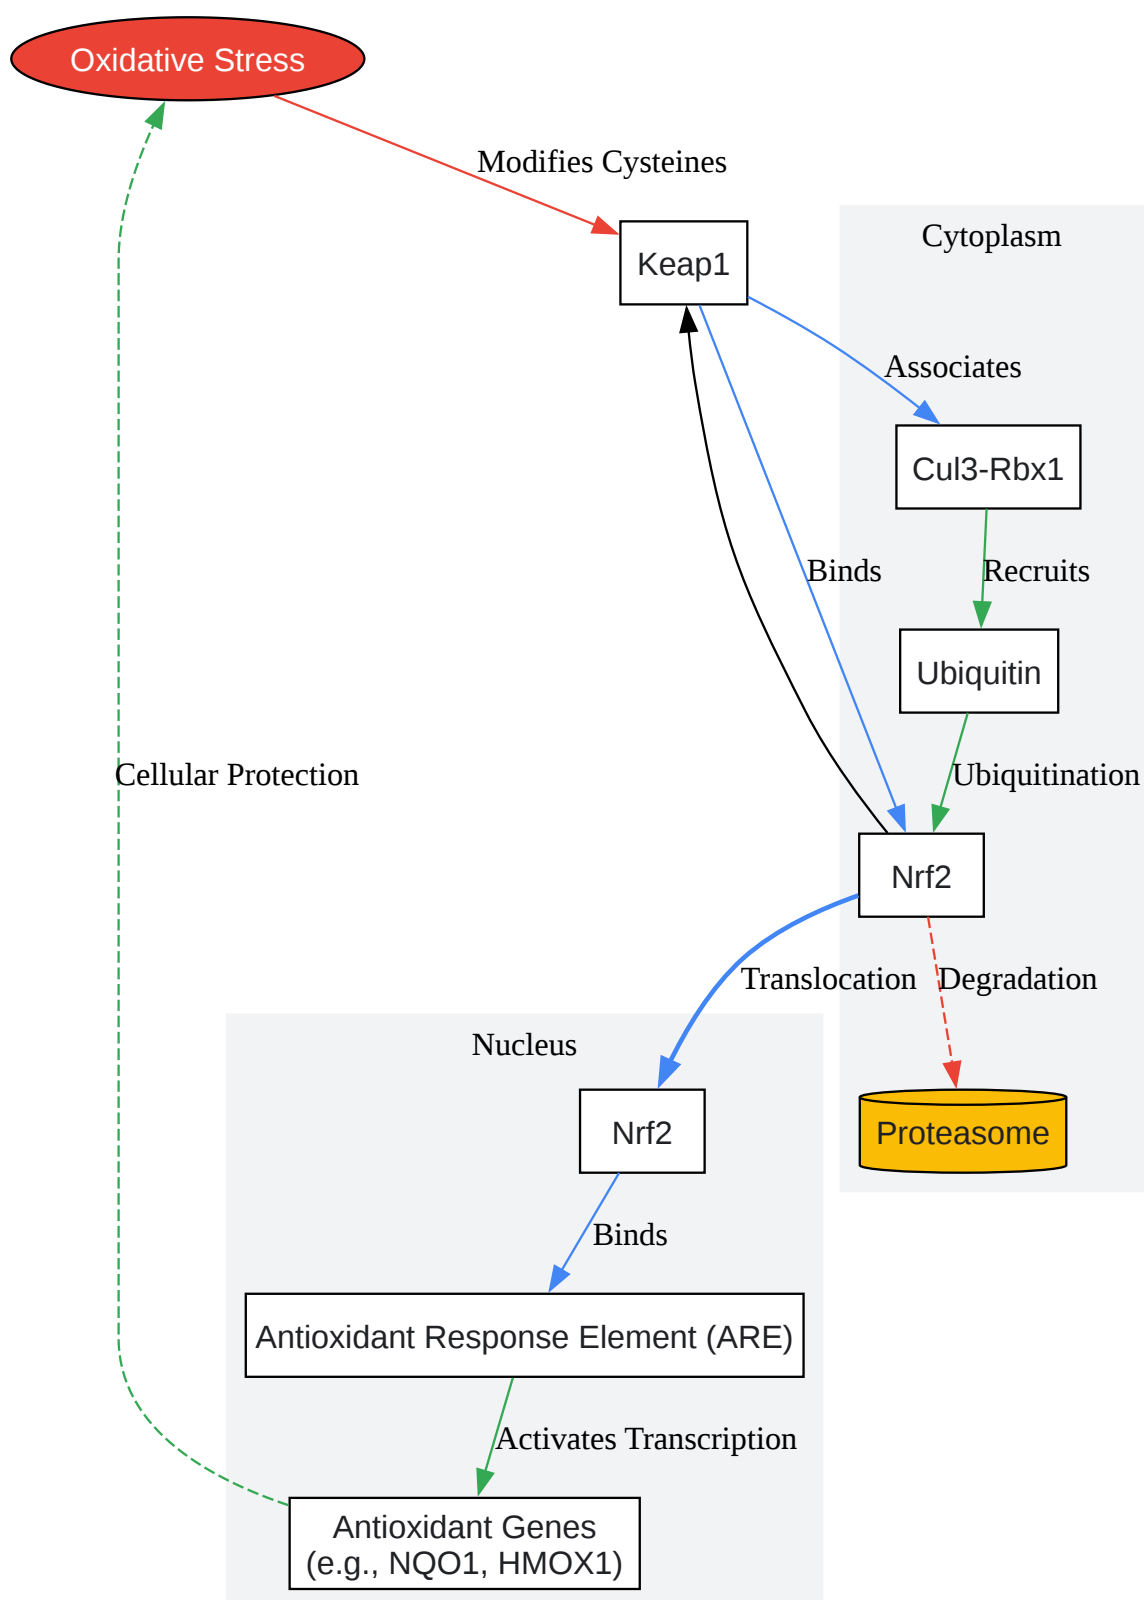 Oxidative Stress
Modifies Cysteines
Cytoplasm
Keap1
Associates
Cul3-Rbx1
Binds
Recruits
Ubiquitin
Cellular Protection
Ubiquitination
Nrf2
Translocation
Degradation
Nucleus
Nrf2
Proteasome
Binds
Antioxidant Response Element (ARE)
Activates Transcription
Antioxidant Genes
(e.g., NQO1, HMOX1)